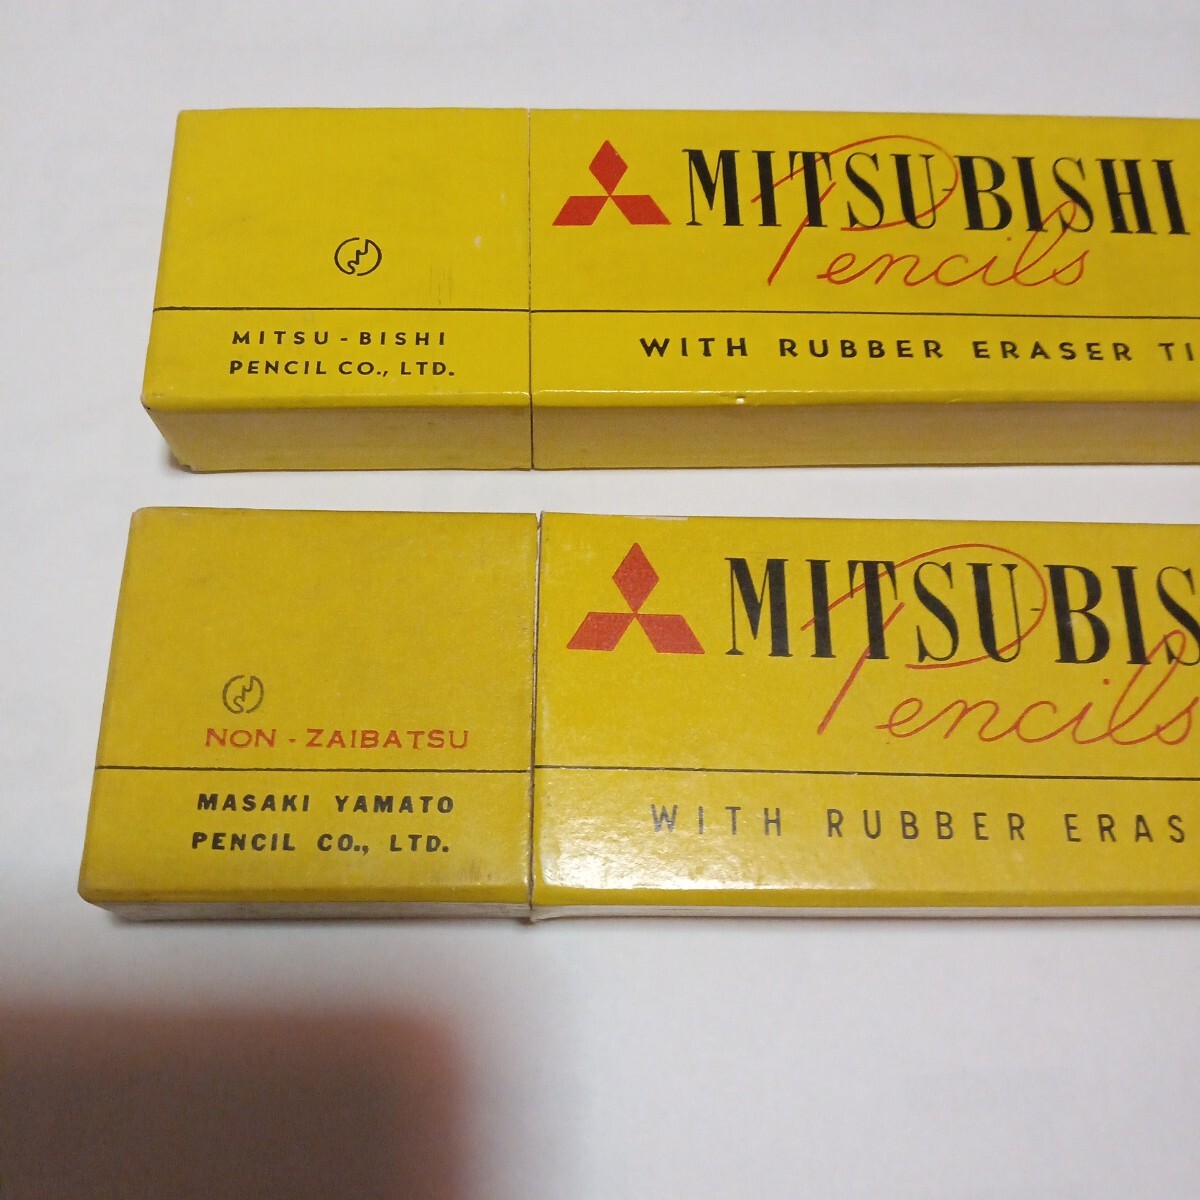 MITSU-BISHI
Pencils
WITH RUBBER ERASER TI
MITSU - BISHI
PENCIL CO., LTD.
MITSU-BIS
Pencils
WITH RUBBER ERAS
NON - ZAIBATSU
MASAKI YAMATO
PENCIL CO., LTD.